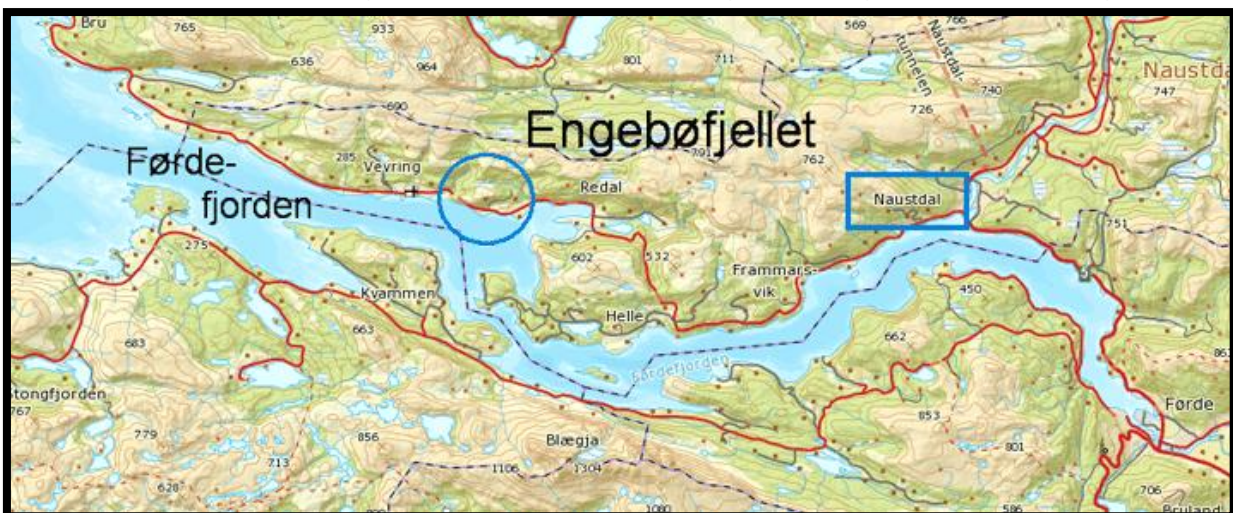 Bru
765
933
569
766
Naustdal-
tunnelen
636
964
801
711
740
Naustda
747
690
726
Engebøfjellet
Førde-
fjorden
285
Vevring
791
762
Redal
Naustdal
275
602
532
751
Frammars-
vik
Kvammen
450
Helle
663
662
683
Førdefjorden
Stongfjorden
767
Førde
853
779
856
Blægja
801
713
1106
1304
628
706
1080
586
Bruland